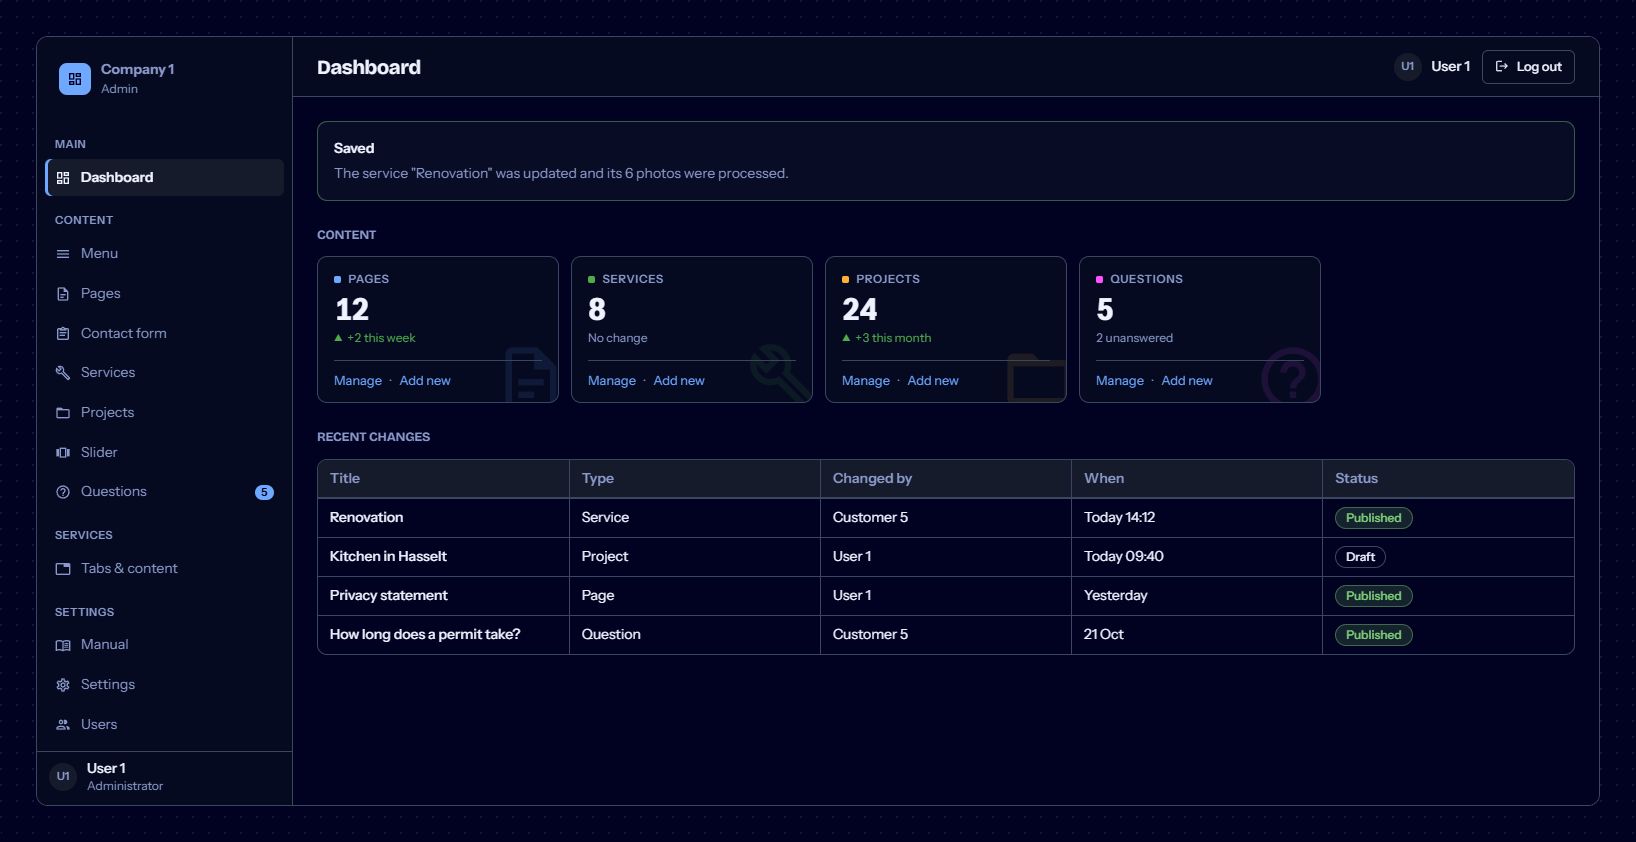 Company 1
Admin
MAIN
Dashboard
CONTENT
Menu
Pages
Contact form
Services
Projects
Slider
Questions 5
SERVICES
Tabs & content
SETTINGS
Manual
Settings
Users
U1
User 1
Administrator
Dashboard
U1 User 1 Log out
Saved
The service "Renovation" was updated and its 6 photos were processed.
CONTENT
PAGES
12
▲ +2 this week
Manage · Add new
SERVICES
8
No change
Manage · Add new
PROJECTS
24
▲ +3 this month
Manage · Add new
QUESTIONS
5
2 unanswered
Manage · Add new
RECENT CHANGES
Title Type Changed by When Status
Renovation Service Customer 5 Today 14:12 Published
Kitchen in Hasselt Project User 1 Today 09:40 Draft
Privacy statement Page User 1 Yesterday Published
How long does a permit take? Question Customer 5 21 Oct Published